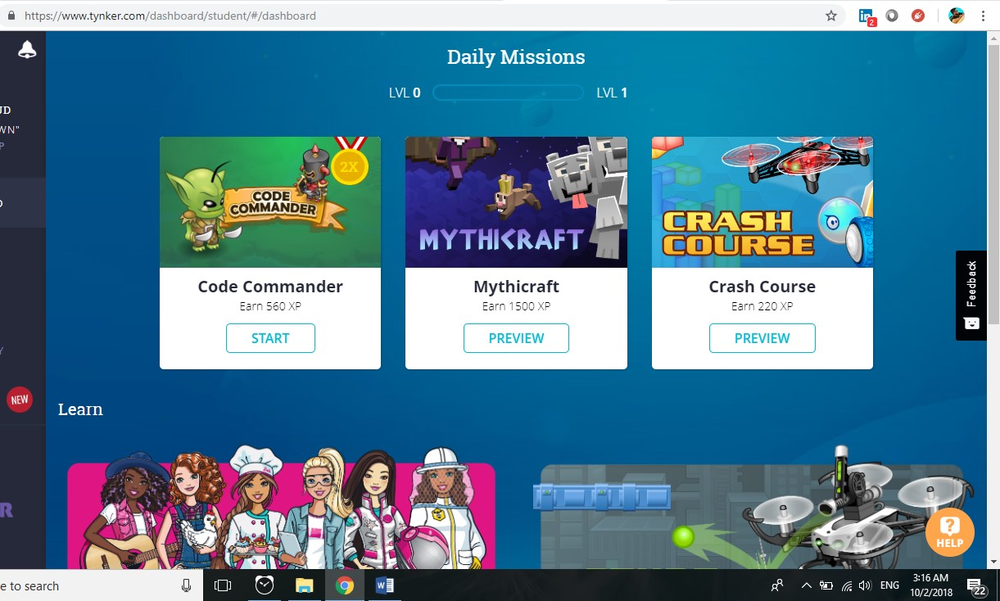 https://www.tynker.com/dashboard/student/#/dashboard
2
Daily Missions
LVL 0
LVL 1
UD
WN"
P
2X
CODE
COMMANDER
MYTHICRAFT
CRASH
COURSE
Code Commander
Mythicraft
Crash Course
Earn 560 XP
Earn 1500 XP
Earn 220 XP
START
PREVIEW
PREVIEW
Feedback
Y
NEW
Learn
R
HELP
e to search
ENG
3:16 AM
10/2/2018
22